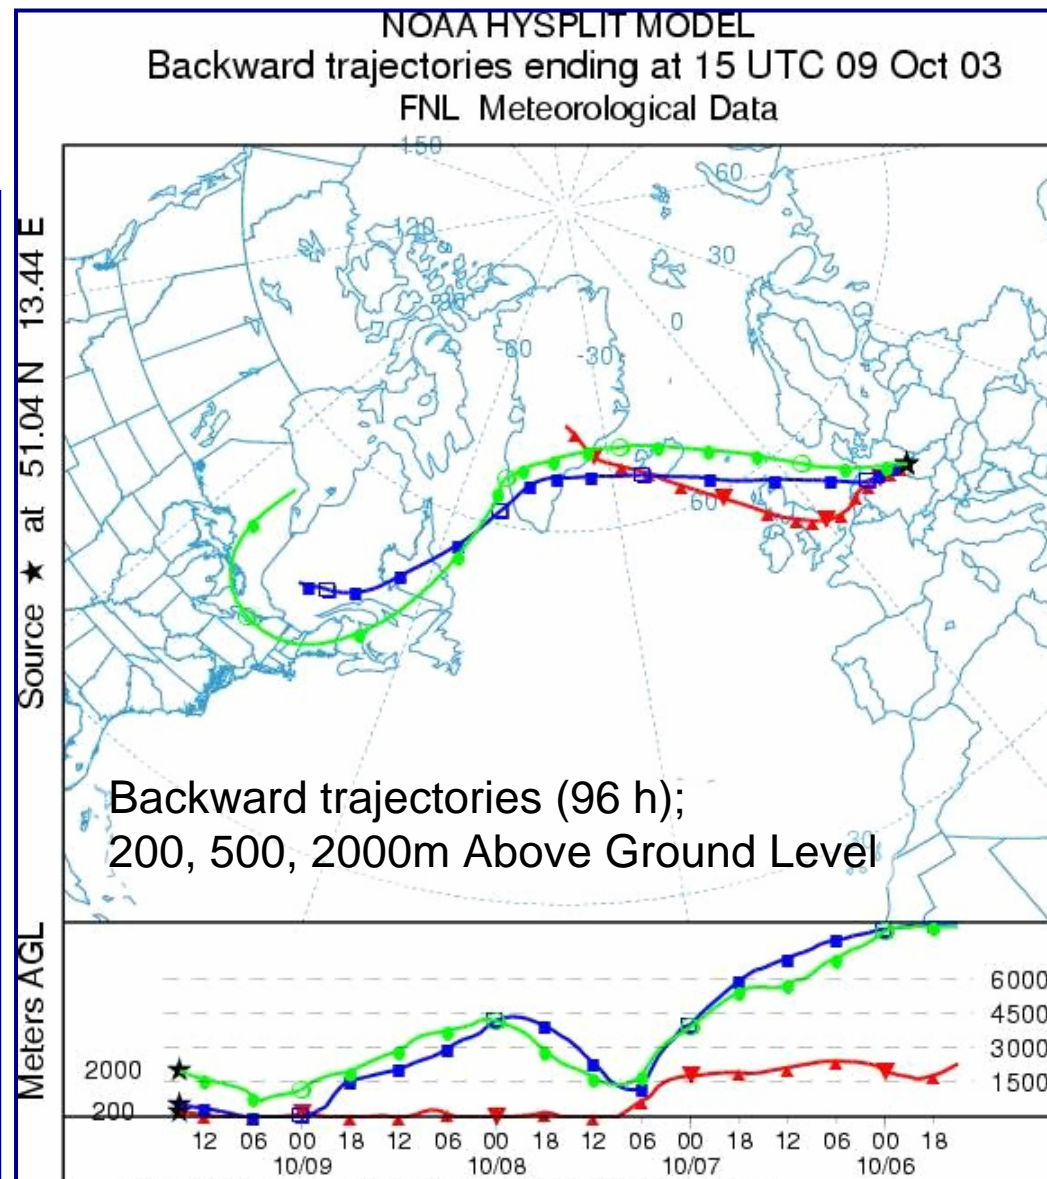 NOAA HYSPLIT MODEL
Backward trajectories ending at 15 UTC 09 Oct 03
FNL Meteorological Data
Source ★ at 51.04 N 13.44 E
150
120
60
30
0
-60
-30
60
Backward trajectories (96 h);
200, 500, 2000m Above Ground Level
30
Meters AGL
2000
200
6000
4500
3000
1500
12 06 00 18 12 06 00 18 12 06 00 18 12 06 00 18
10/09 10/08 10/07 10/06